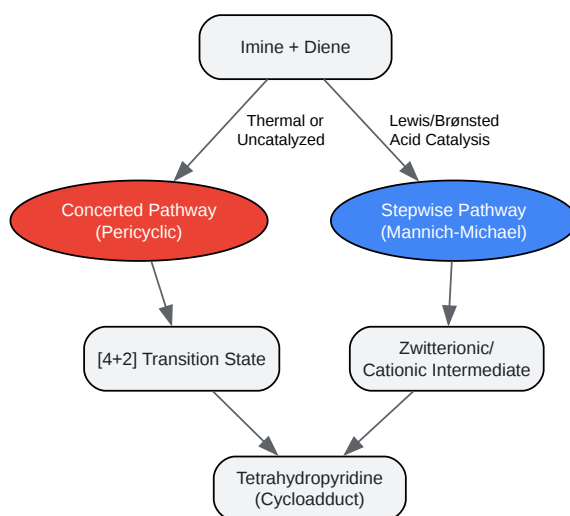 Imine + Diene
Thermal or
Uncatalyzed
Lewis/Brønsted
Acid Catalysis
Concerted Pathway
(Pericyclic)
Stepwise Pathway
(Mannich-Michael)
[4+2] Transition State
Zwitterionic/
Cationic Intermediate
Tetrahydropyridine
(Cycloadduct)